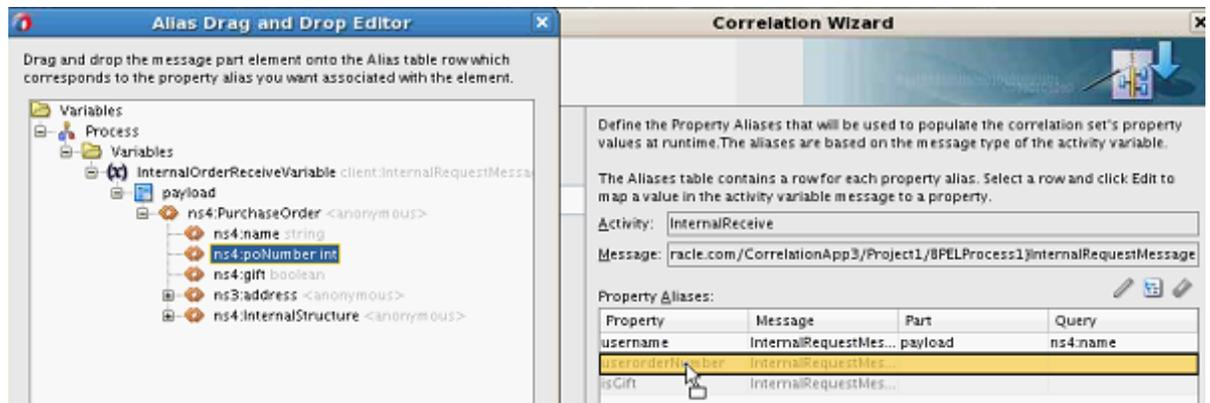 Alias Drag and Drop Editor
Drag and drop the message part element onto the Alias table row which
corresponds to the property alias you want associated with the element.
Variables
Process
Variables
InternalOrderReceiveVariable client:InternalRequestMessa
payload
ns4:PurchaseOrder <anonymous>
ns4:name string
ns4:poNumber int
ns4:gift boolean
ns3:address <anonymous>
ns4:InternalStructure <anonymous>
Correlation Wizard
Define the Property Aliases that will be used to populate the correlation set's property
values at runtime.The aliases are based on the message type of the activity variable.
The Aliases table contains a row for each property alias. Select a row and click Edit to
map a value in the activity variable message to a property.
Activity: InternalReceive
Message: racle.com/CorrelationApp3/Project1/BPELProcess1}InternalRequestMessage
Property Aliases:
Property Message Part Query
username InternalRequestMes... payload ns4:name
userorderNumber InternalRequestMes...
isGift InternalRequestMes...